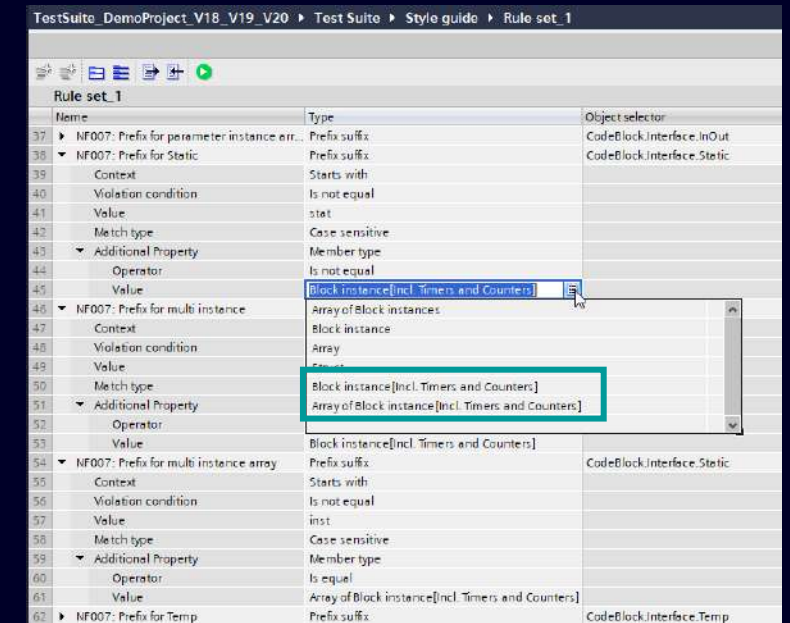 TestSuite_DemoProject_V18_V19_V20 ▸ Test Suite ▸ Style guide ▸ Rule set_1
Rule set_1
Name Type Object selector
37 NF007: Prefix for parameter instance arr... Prefix suffix CodeBlock.Interface.InOut
38 NF007: Prefix for Static Prefix suffix CodeBlock.Interface.Static
39 Context Starts with
40 Violation condition Is not equal
41 Value stat
42 Match type Case sensitive
43 Additional Property Member type
44 Operator Is not equal
45 Value Block instance[Incl. Timers and Counters]
46 NF007: Prefix for multi instance Array of Block instances
47 Context Block instance
48 Violation condition Array
49 Value
50 Match type Block instance[Incl. Timers and Counters]
51 Additional Property Array of Block instance[Incl. Timers and Counters]
52 Operator
53 Value Block instance[Incl. Timers and Counters]
54 NF007: Prefix for multi instance array Prefix suffix CodeBlock.Interface.Static
55 Context Starts with
56 Violation condition Is not equal
57 Value inst
58 Match type Case sensitive
59 Additional Property Member type
60 Operator Is equal
61 Value Array of Block instance[Incl. Timers and Counters]
62 NF007: Prefix for Temp Prefix suffix CodeBlock.Interface.Temp